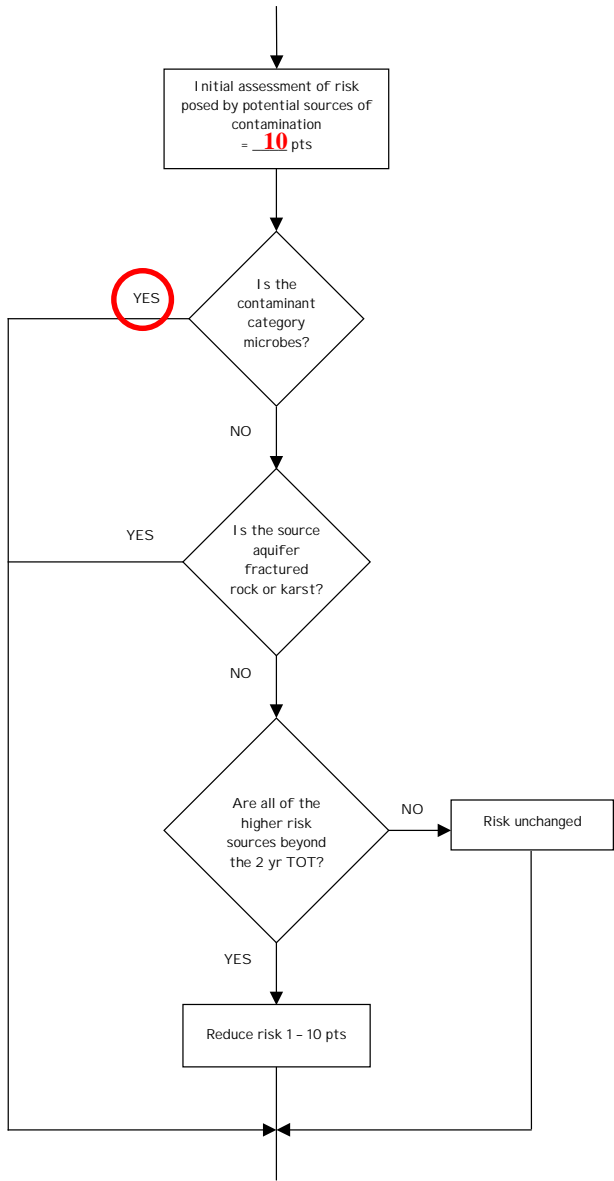 Initial assessment of risk
posed by potential sources of
contamination
= 10 pts
YES
Is the
contaminant
category
microbes?
NO
YES
Is the source
aquifer
fractured
rock or karst?
NO
Are all of the
higher risk
sources beyond
the 2 yr TOT?
NO
Risk unchanged
YES
Reduce risk 1 – 10 pts